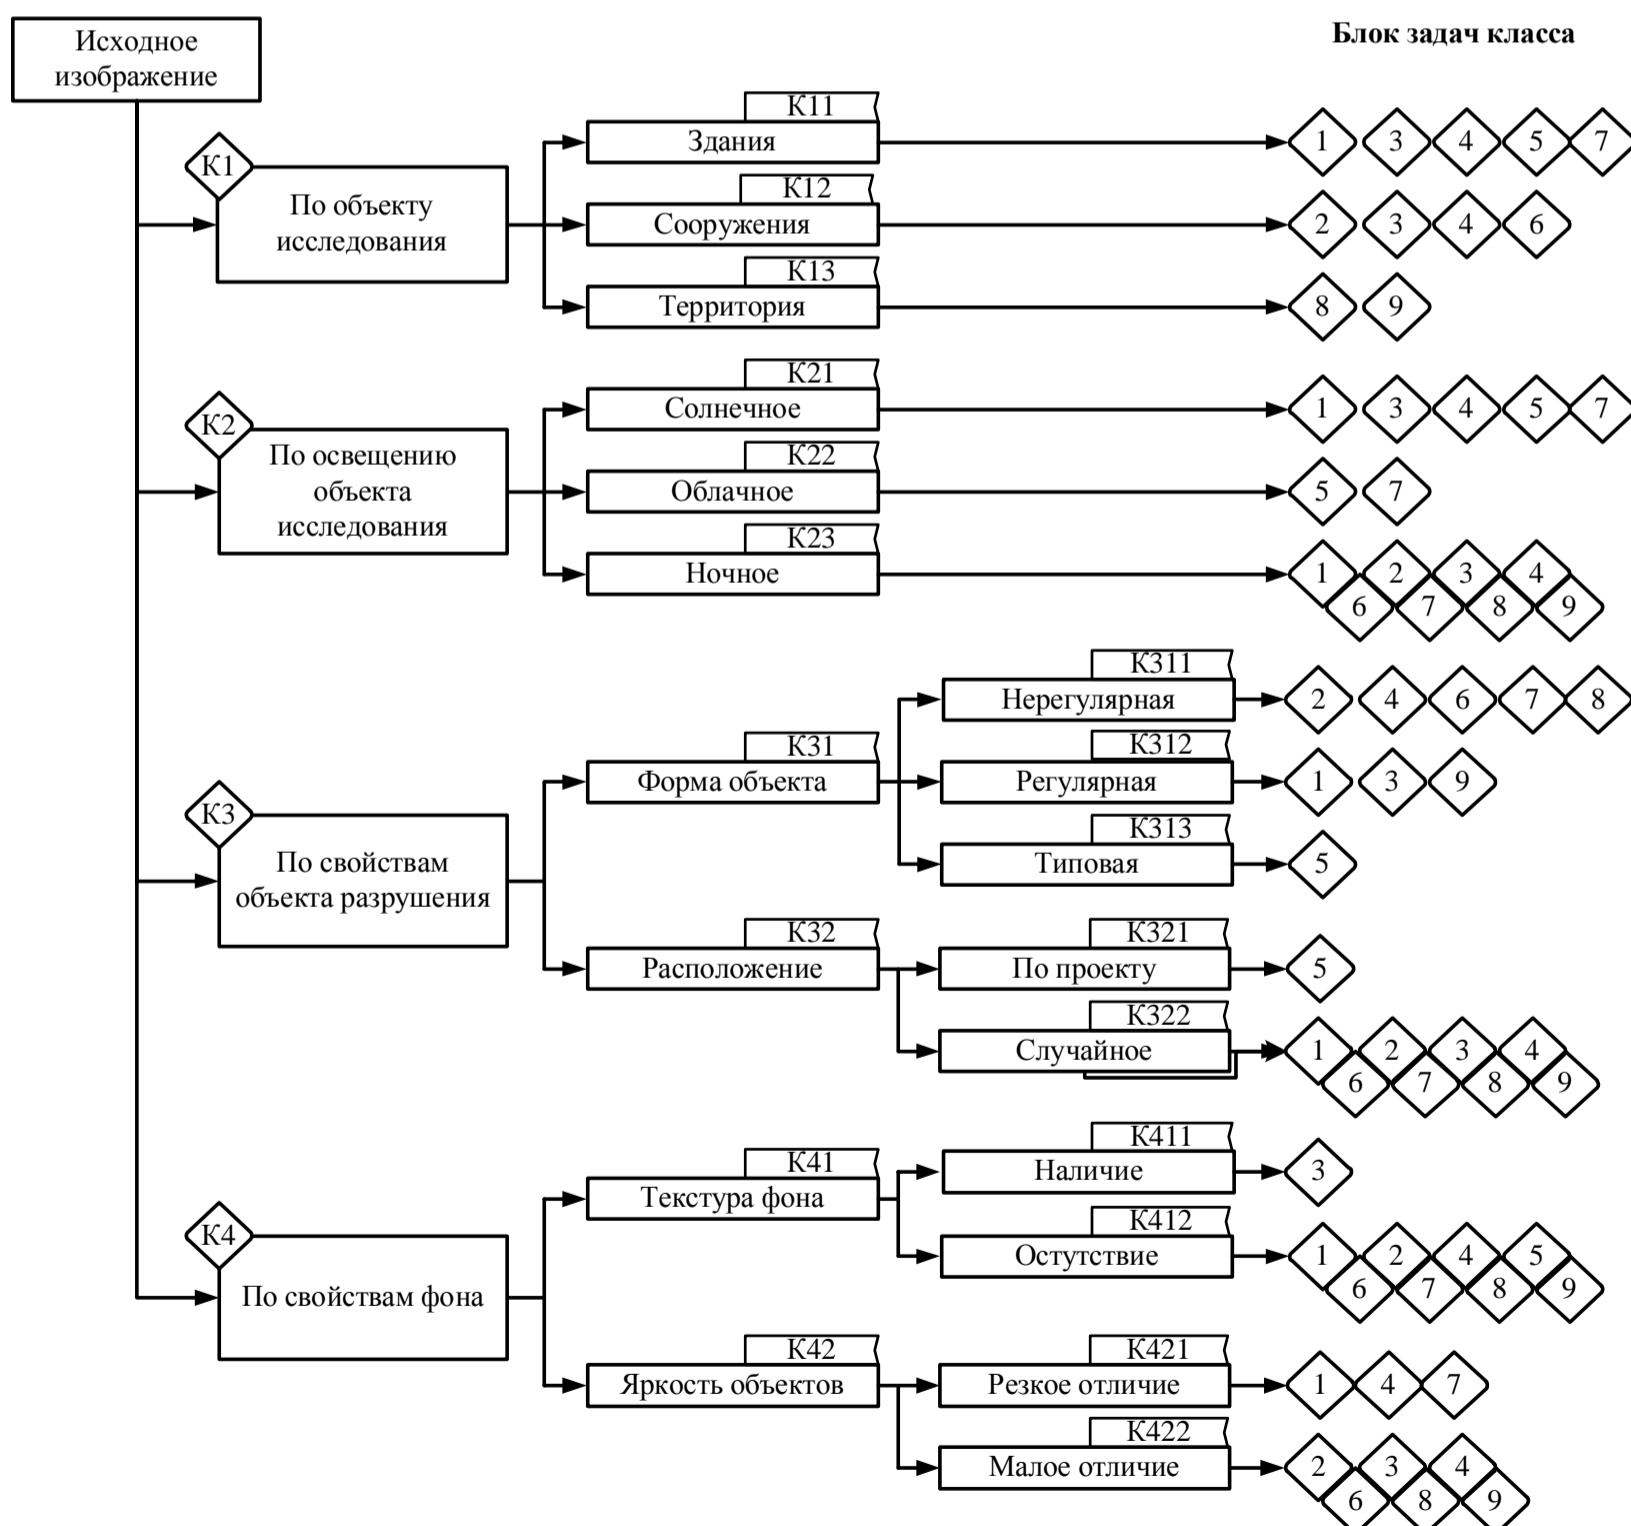 Исходное
изображение
Блок задач класса
К1
По объекту
исследования
К11
Здания
1 3 4 5 7
К12
Сооружения
2 3 4 6
К13
Территория
8 9
К2
По освещению
объекта
исследования
К21
Солнечное
1 3 4 5 7
К22
Облачное
5 7
К23
Ночное
1 2 3 4
6 7 8 9
К3
По свойствам
объекта разрушения
К31
Форма объекта
К311
Нерегулярная
2 4 6 7 8
К312
Регулярная
1 3 9
К313
Типовая
5
К32
Расположение
К321
По проекту
5
К322
Случайное
1 2 3 4
6 7 8 9
К4
По свойствам фона
К41
Текстура фона
К411
Наличие
3
К412
Остутствие
1 2 4 5
6 7 8 9
К42
Яркость объектов
К421
Резкое отличие
1 4 7
К422
Малое отличие
2 3 4
6 8 9